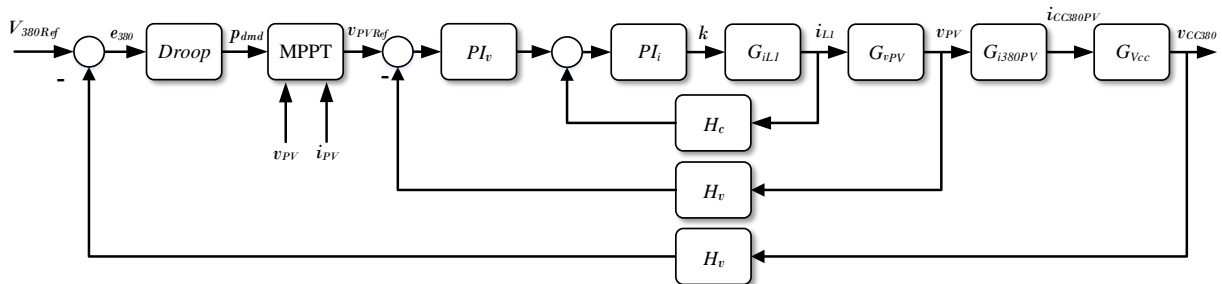 V380Ref
e380
Droop
pdmd
MPPT
vPVRef
PIv
PIi
k
GiL1
iL1
GvPV
vPV
Gi380PV
iCC380PV
GVcc
vCC380
-
-
vPV
iPV
Hc
Hv
Hv